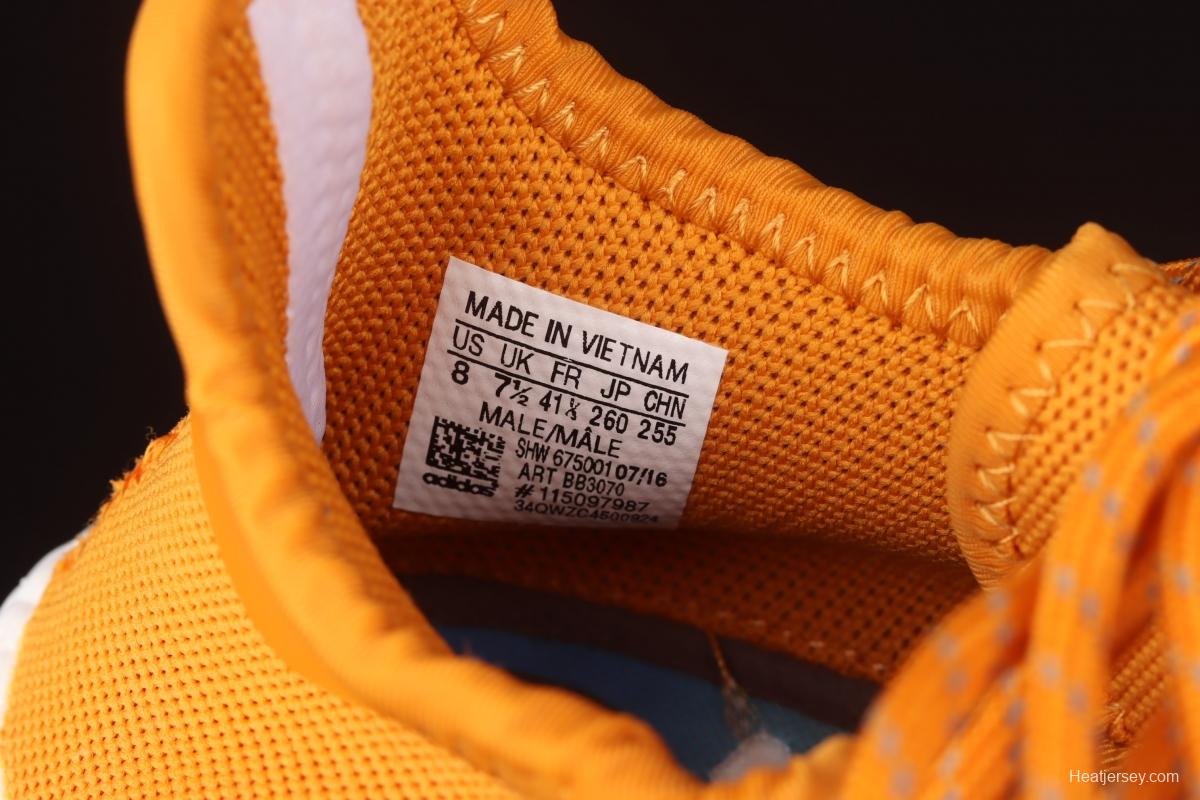 MADE IN VIETNAM
US UK FR JP CHN
8 7½ 41⅓ 260 255
MALE/MÂLE
SHW 675001 07/16
ART BB3070
# 115097987
34QWZC4500924
adidas
Heatjersey.com